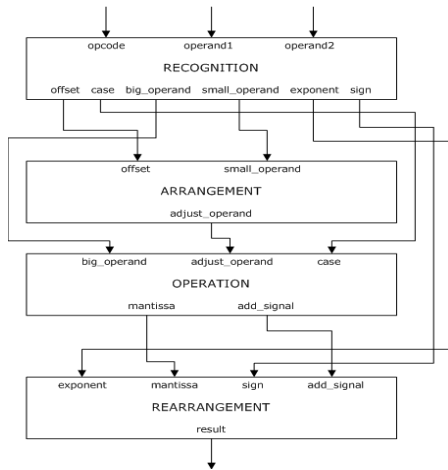 opcode operand1 operand2
RECOGNITION
offset case big_operand small_operand exponent sign
offset small_operand
ARRANGEMENT
adjust_operand
big_operand adjust_operand case
OPERATION
mantissa add_signal
exponent mantissa sign add_signal
REARRANGEMENT
result